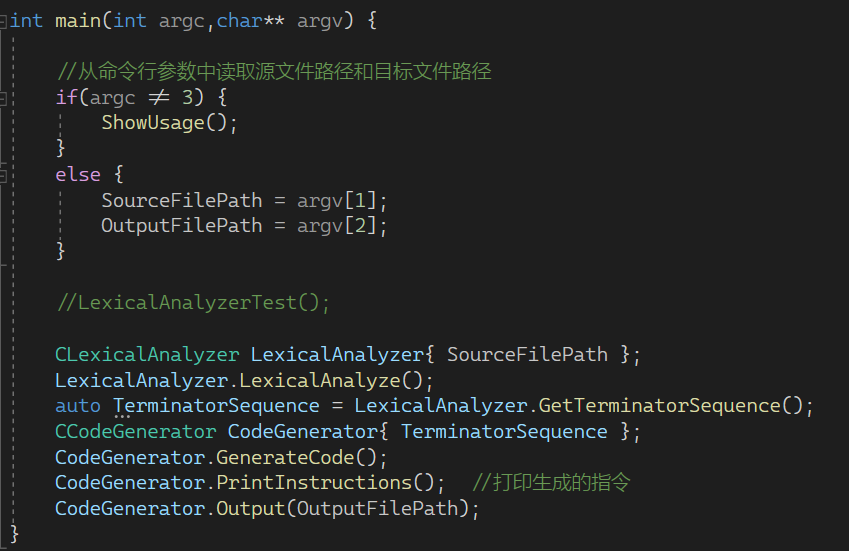 int main(int argc,char** argv) {
//从命令行参数中读取源文件路径和目标文件路径
if(argc ≠ 3) {
ShowUsage();
}
else {
SourceFilePath = argv[1];
OutputFilePath = argv[2];
}
//LexicalAnalyzerTest();
CLexicalAnalyzer LexicalAnalyzer{ SourceFilePath };
LexicalAnalyzer.LexicalAnalyze();
auto TerminatorSequence = LexicalAnalyzer.GetTerminatorSequence();
CCodeGenerator CodeGenerator{ TerminatorSequence };
CodeGenerator.GenerateCode();
CodeGenerator.PrintInstructions();  //打印生成的指令
CodeGenerator.Output(OutputFilePath);
}